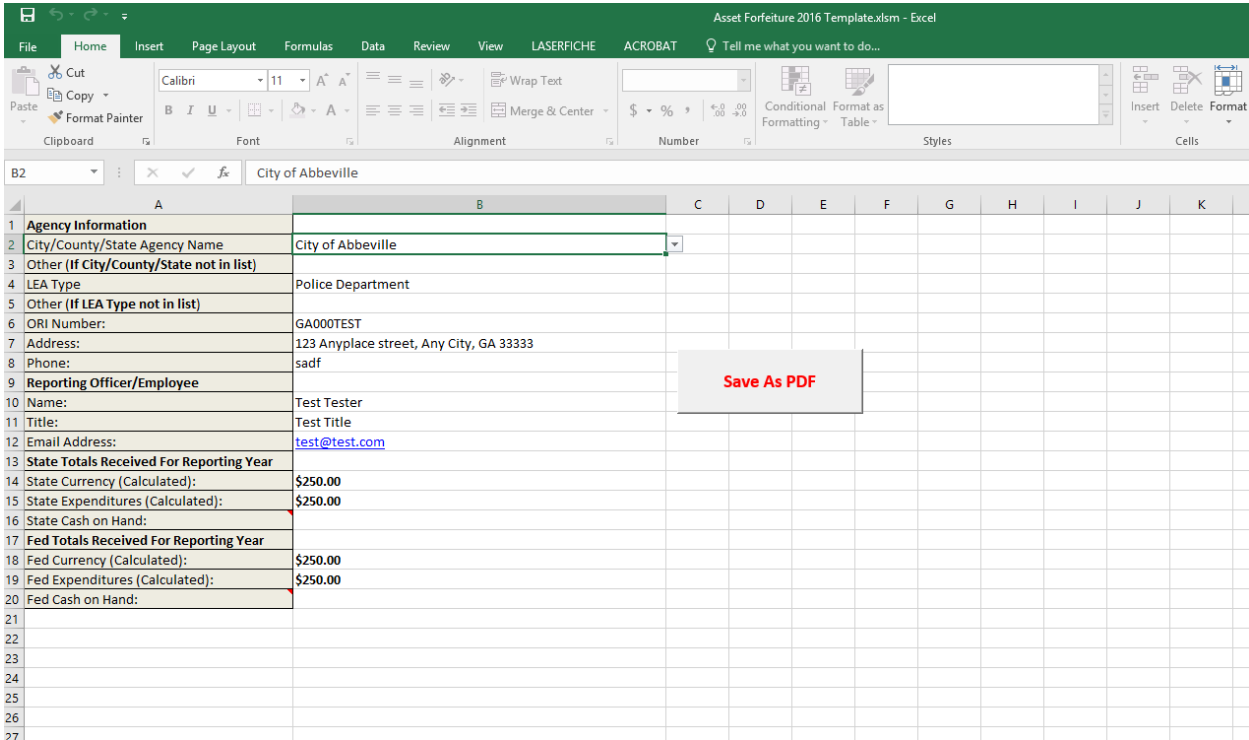 Asset Forfeiture 2016 Template.xlsm - Excel
File Home Insert Page Layout Formulas Data Review View LASERFICHE ACROBAT Tell me what you want to do...
Paste
Cut
Copy
Format Painter
Calibri 11 A A
B I U A
Wrap Text
Merge & Center
$ % , .0 .00 .00 .0
Conditional Formatting
Format as Table
Insert Delete Format
Clipboard Font Alignment Number Styles Cells
B2 fx City of Abbeville
A B C D E F G H I J K
1 Agency Information
2 City/County/State Agency Name City of Abbeville
3 Other (If City/County/State not in list)
4 LEA Type Police Department
5 Other (If LEA Type not in list)
6 ORI Number: GA000TEST
7 Address: 123 Anyplace street, Any City, GA 33333
8 Phone: sadf
9 Reporting Officer/Employee
Save As PDF
10 Name: Test Tester
11 Title: Test Title
12 Email Address: test@test.com
13 State Totals Received For Reporting Year
14 State Currency (Calculated): $250.00
15 State Expenditures (Calculated): $250.00
16 State Cash on Hand:
17 Fed Totals Received For Reporting Year
18 Fed Currency (Calculated): $250.00
19 Fed Expenditures (Calculated): $250.00
20 Fed Cash on Hand:
21
22
23
24
25
26
27